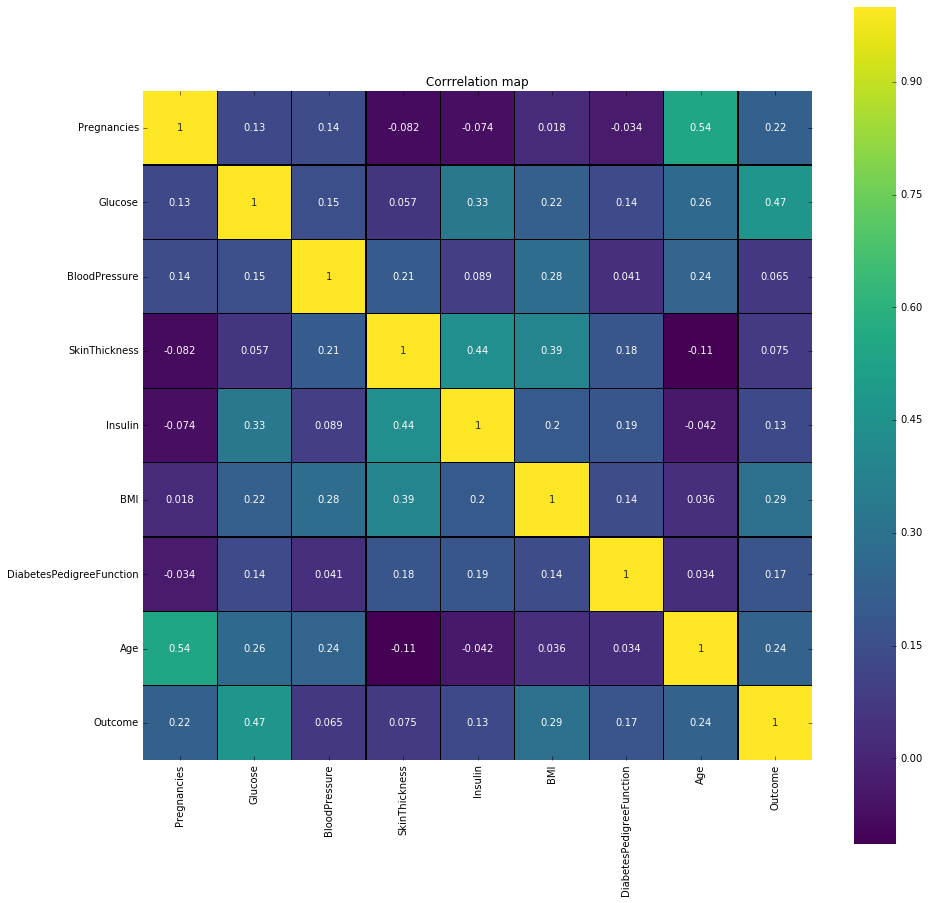 Corrrelation map
Pregnancies 1 0.13 0.14 -0.082 -0.074 0.018 -0.034 0.54 0.22
Glucose 0.13 1 0.15 0.057 0.33 0.22 0.14 0.26 0.47
BloodPressure 0.14 0.15 1 0.21 0.089 0.28 0.041 0.24 0.065
SkinThickness -0.082 0.057 0.21 1 0.44 0.39 0.18 -0.11 0.075
Insulin -0.074 0.33 0.089 0.44 1 0.2 0.19 -0.042 0.13
BMI 0.018 0.22 0.28 0.39 0.2 1 0.14 0.036 0.29
DiabetesPedigreeFunction -0.034 0.14 0.041 0.18 0.19 0.14 1 0.034 0.17
Age 0.54 0.26 0.24 -0.11 -0.042 0.036 0.034 1 0.24
Outcome 0.22 0.47 0.065 0.075 0.13 0.29 0.17 0.24 1
Pregnancies
Glucose
BloodPressure
SkinThickness
Insulin
BMI
DiabetesPedigreeFunction
Age
Outcome
0.90
0.75
0.60
0.45
0.30
0.15
0.00